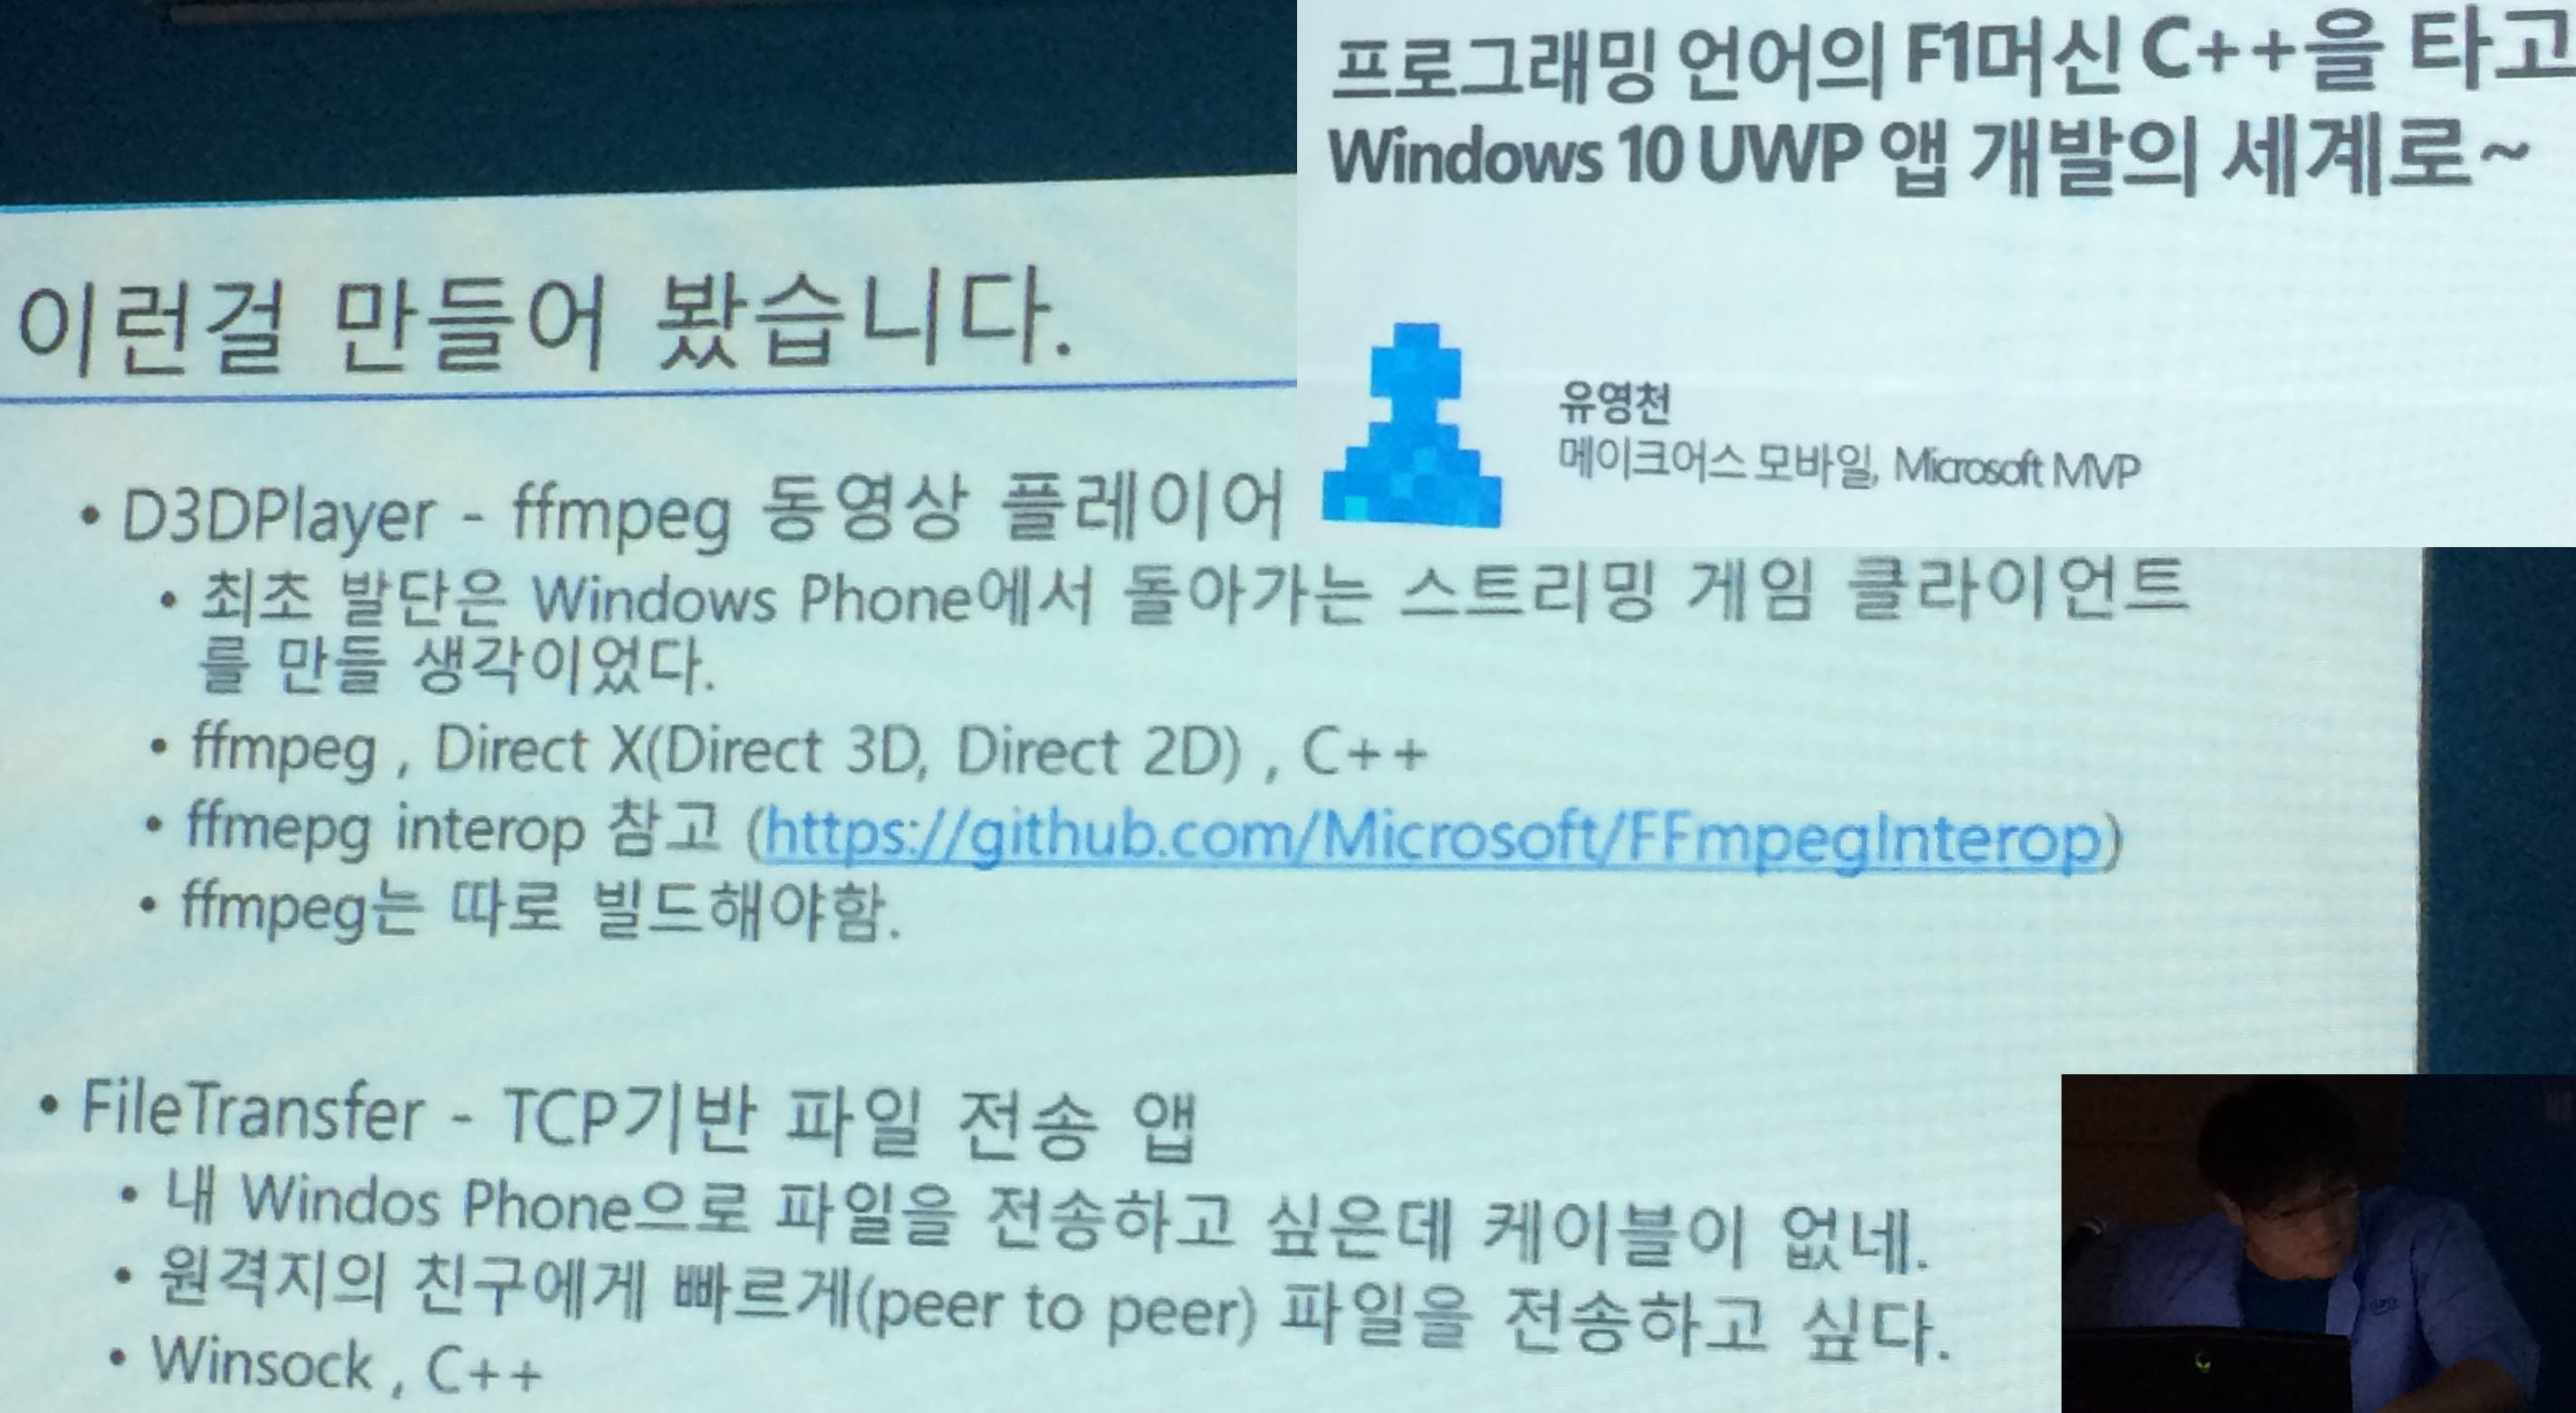 프로그래밍 언어의 F1머신 C++을 타고
Windows 10 UWP 앱 개발의 세계로~
유영천
메이크어스 모바일, Microsoft MVP
이런걸 만들어 봤습니다.
• D3DPlayer - ffmpeg 동영상 플레이어
• 최초 발단은 Windows Phone에서 돌아가는 스트리밍 게임 클라이언트
를 만들 생각이었다.
• ffmpeg , Direct X(Direct 3D, Direct 2D) , C++
• ffmepg interop 참고 (https://github.com/Microsoft/FFmpegInterop)
• ffmpeg는 따로 빌드해야함.
• FileTransfer - TCP기반 파일 전송 앱
• 내 Windos Phone으로 파일을 전송하고 싶은데 케이블이 없네.
• 원격지의 친구에게 빠르게(peer to peer) 파일을 전송하고 싶다.
• Winsock , C++